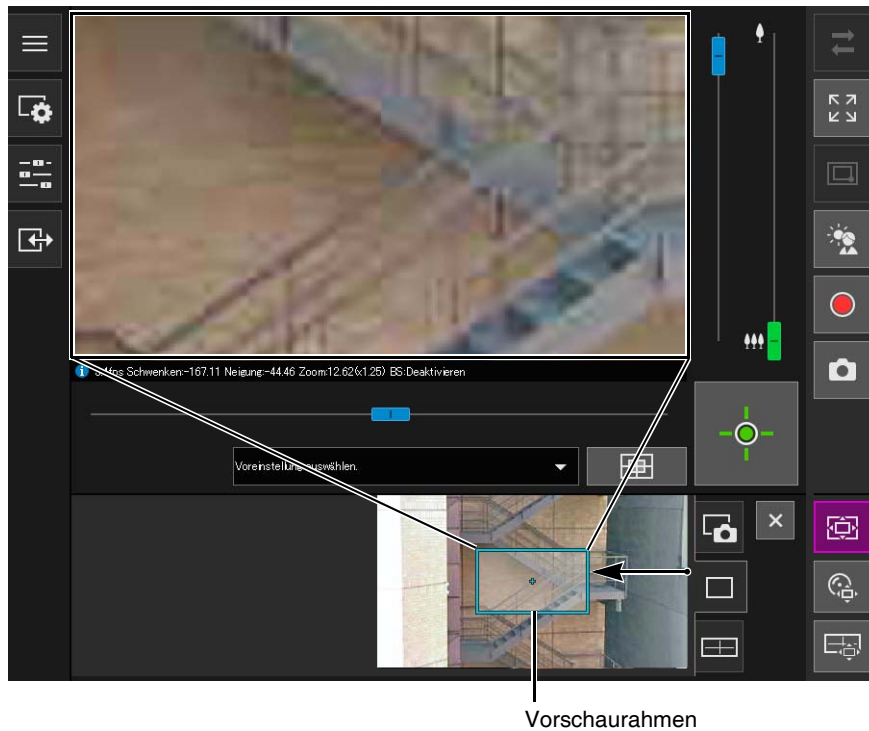 fps Schwenken:-167.11 Neigung:-44.46 Zoom:12.62(x1.25) BS:Deaktivieren
Voreinstellung auswählen.
Vorschaurahmen